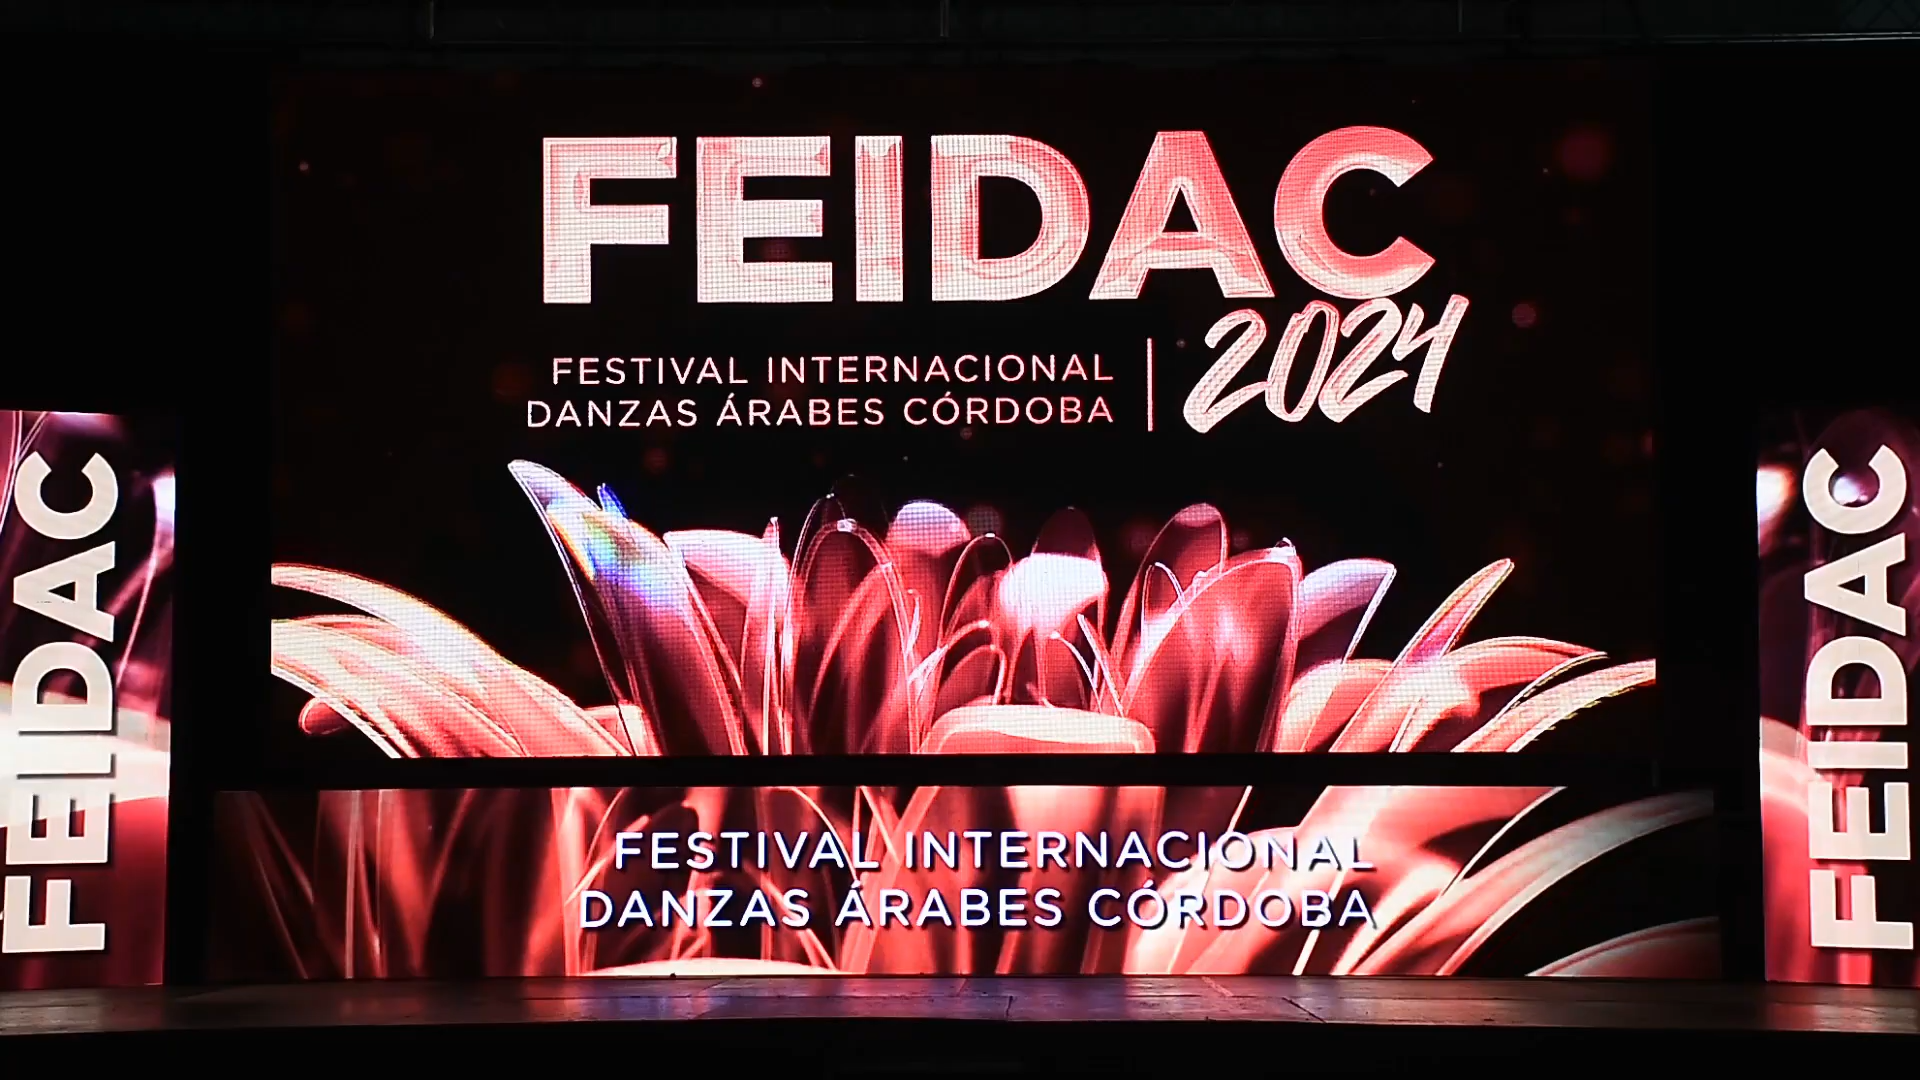 FEIDAC
2024
FESTIVAL INTERNACIONAL
DANZAS ÁRABES CÓRDOBA
FEIDAC
FEIDAC
FESTIVAL INTERNACIONAL
DANZAS ÁRABES CÓRDOBA